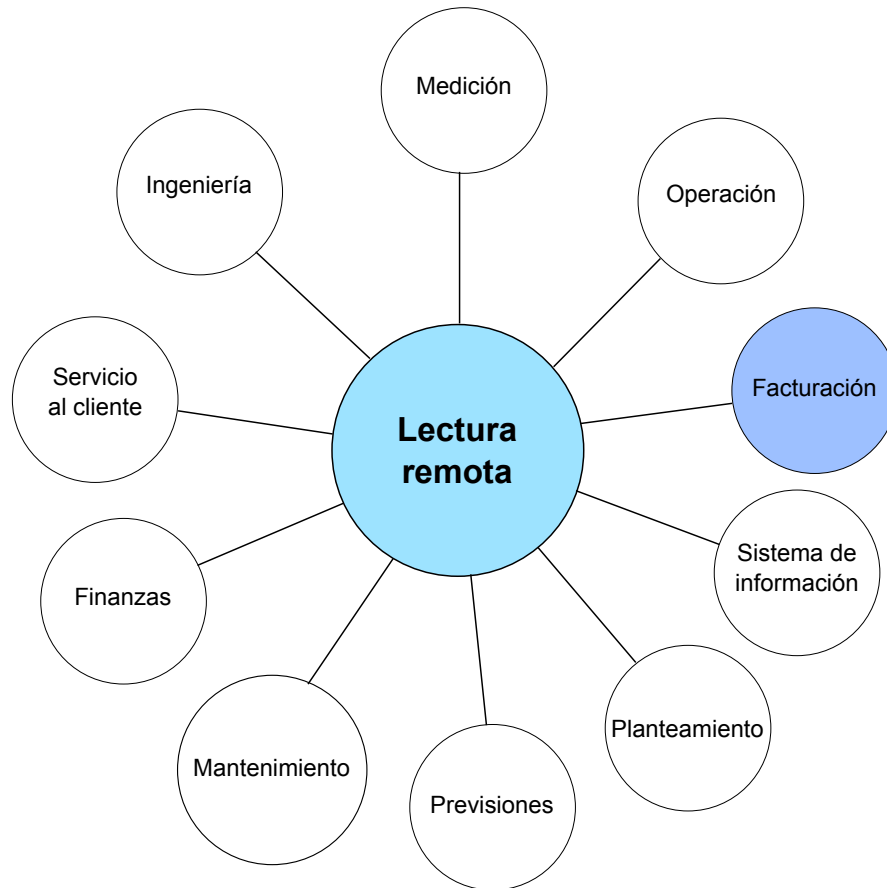 Medición
Operación
Ingeniería
Facturación
Servicio
al cliente
Lectura
remota
Sistema de
información
Finanzas
Planteamiento
Mantenimiento
Previsiones